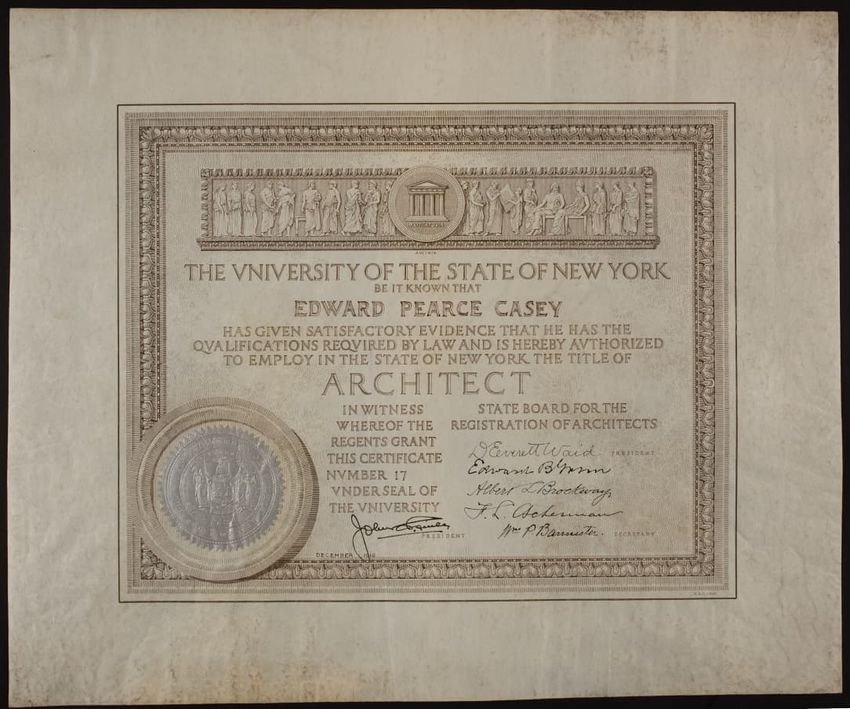 THE VNIVERSITY OF THE STATE OF NEW YORK
BE IT KNOWN THAT
EDWARD PEARCE CASEY
HAS GIVEN SATISFACTORY EVIDENCE THAT HE HAS THE
QVALIFICATIONS REQVIRED BY LAW AND IS HEREBY AVTHORIZED
TO EMPLOY IN THE STATE OF NEW YORK THE TITLE OF
ARCHITECT
IN WITNESS
WHEREOF THE
REGENTS GRANT
THIS CERTIFICATE
NVMBER 17
VNDER SEAL OF
THE VNIVERSITY
PRESIDENT
DECEMBER
STATE BOARD FOR THE
REGISTRATION OF ARCHITECTS
D Everett Waid PRESIDENT
Edward B Green
Albert L Brockway
F. L. Ackerman
Wm P. Bannister SECRETARY